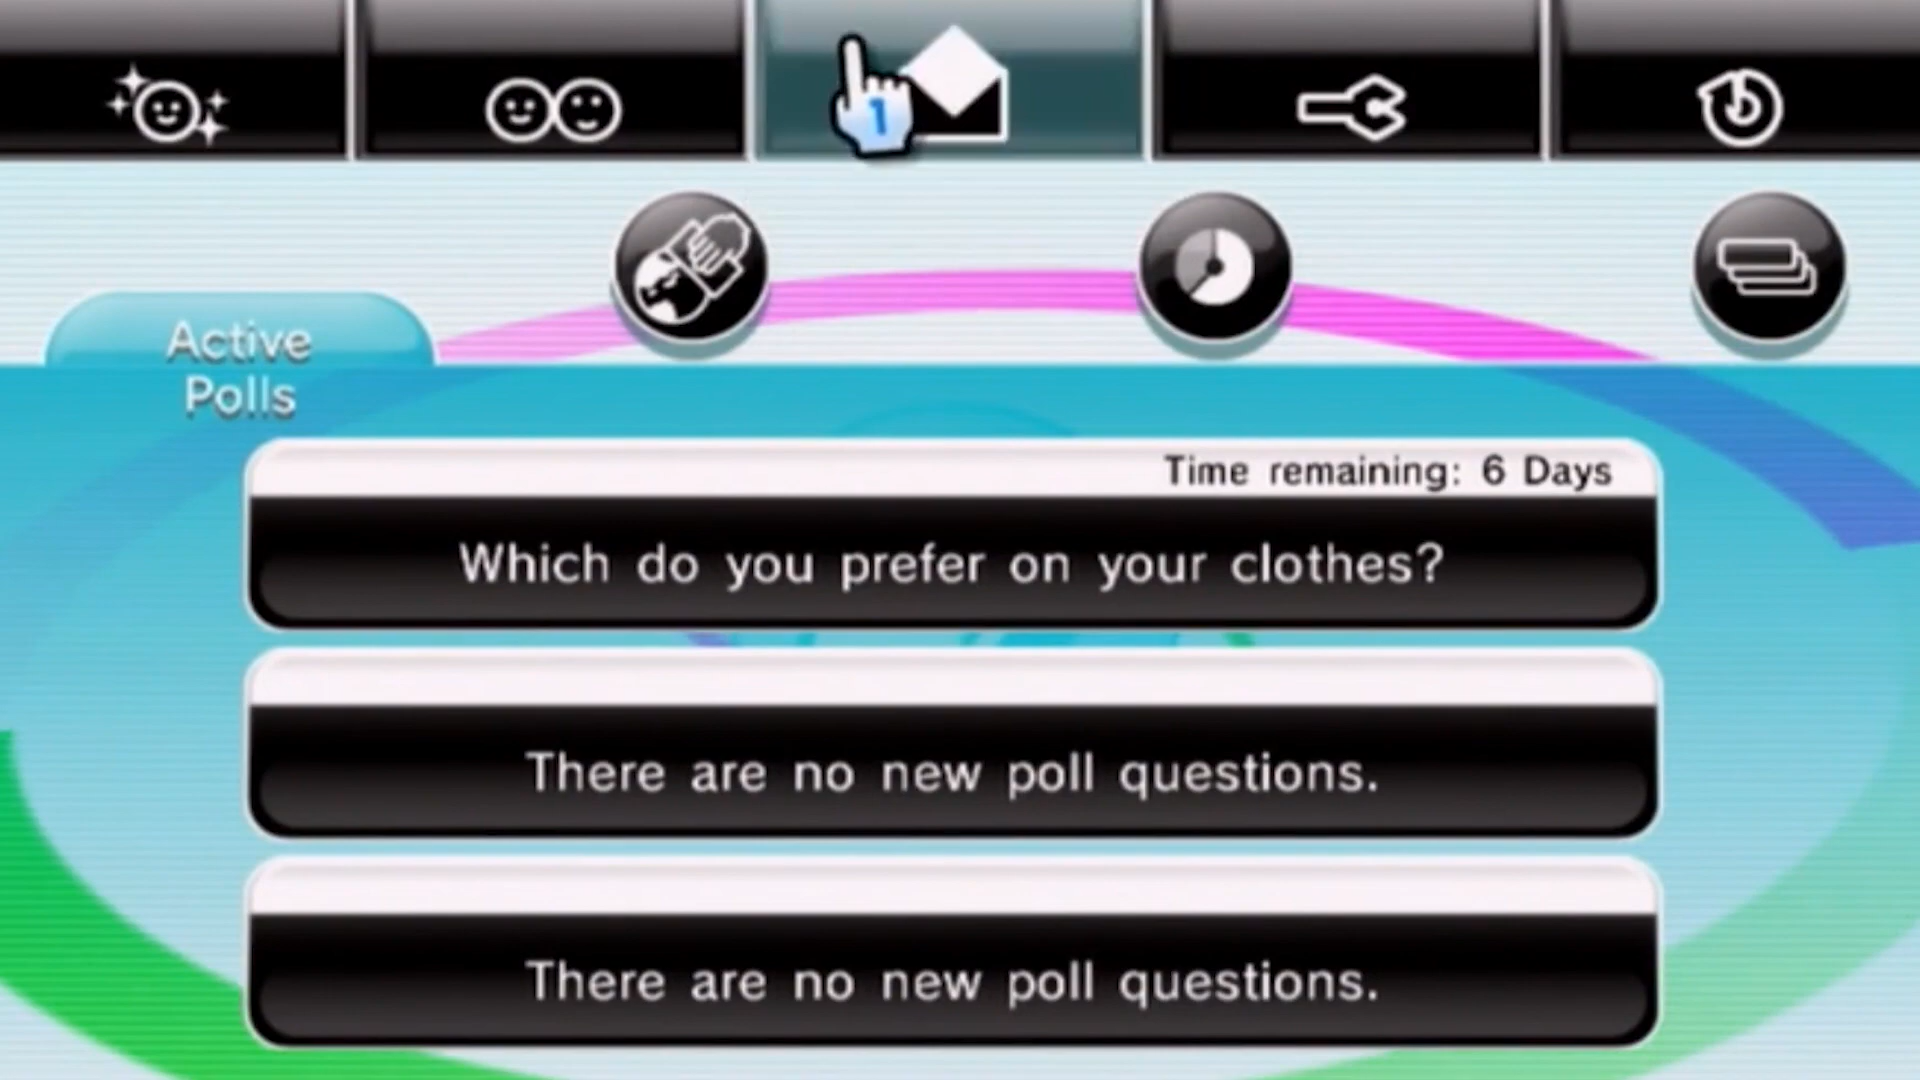 1
Active
Polls
Time remaining: 6 Days
Which do you prefer on your clothes?
There are no new poll questions.
There are no new poll questions.